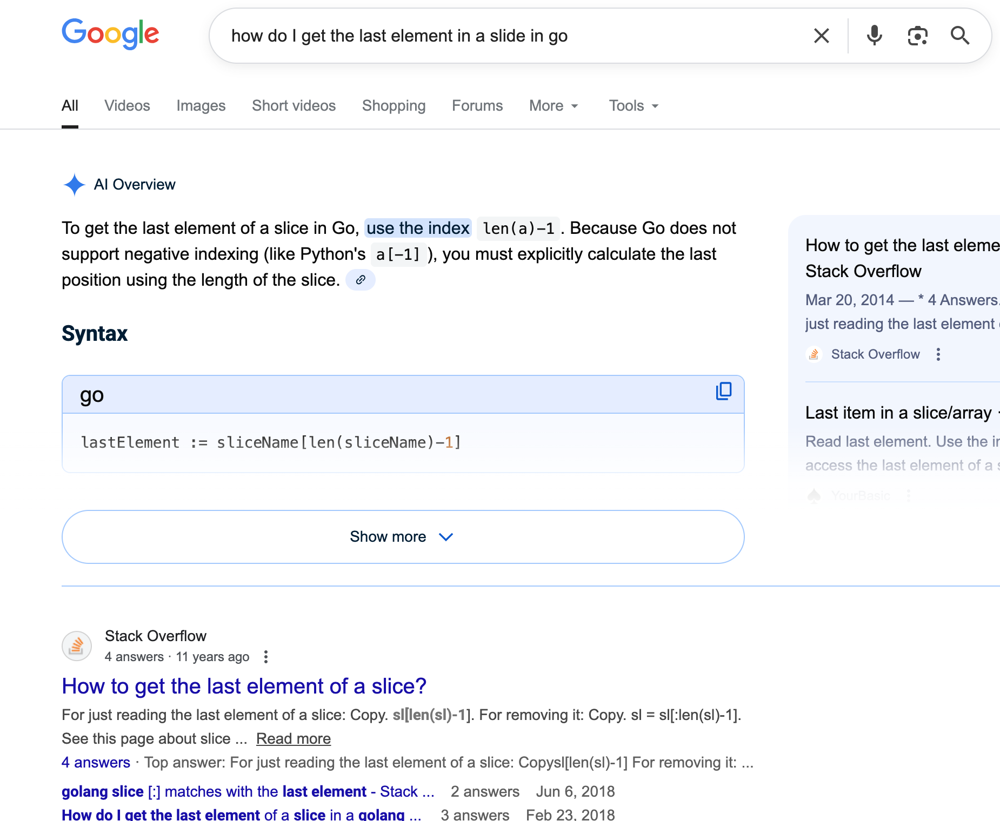 Google
how do I get the last element in a slide in go
All Videos Images Short videos Shopping Forums More Tools
AI Overview
To get the last element of a slice in Go, use the index len(a)-1. Because Go does not
support negative indexing (like Python's a[-1]), you must explicitly calculate the last
position using the length of the slice.
Syntax
go
lastElement := sliceName[len(sliceName)-1]
Show more
How to get the last eleme
Stack Overflow
Mar 20, 2014 — * 4 Answers.
just reading the last element
Stack Overflow
Last item in a slice/array
Read last element. Use the
access the last element of a
YourBasic
Stack Overflow
4 answers · 11 years ago
How to get the last element of a slice?
For just reading the last element of a slice: Copy. sl[len(sl)-1]. For removing it: Copy. sl = sl[:len(sl)-1].
See this page about slice ... Read more
4 answers · Top answer: For just reading the last element of a slice: Copysl[len(sl)-1] For removing it: ...
golang slice [:] matches with the last element - Stack ... 2 answers Jun 6, 2018
How do I get the last element of a slice in a golang ... 3 answers Feb 23, 2018